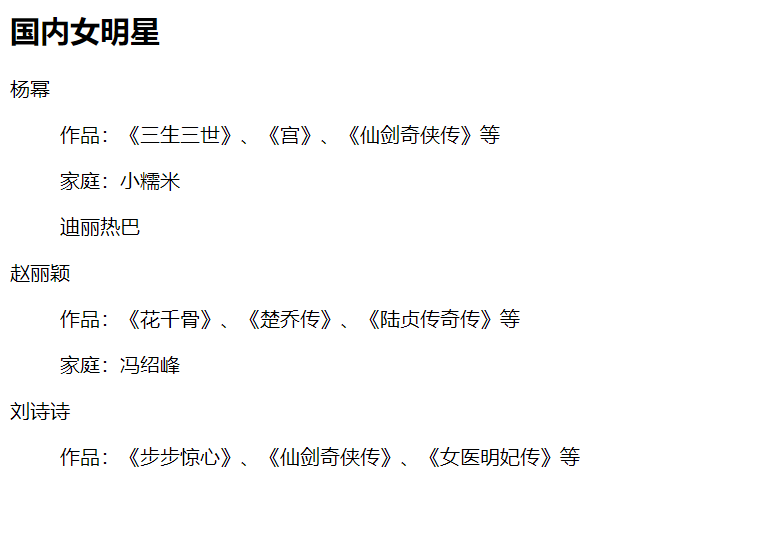 国内女明星
杨幂
作品：《三生三世》、《宫》、《仙剑奇侠传》等
家庭：小糯米
迪丽热巴
赵丽颖
作品：《花千骨》、《楚乔传》、《陆贞传奇传》等
家庭：冯绍峰
刘诗诗
作品：《步步惊心》、《仙剑奇侠传》、《女医明妃传》等